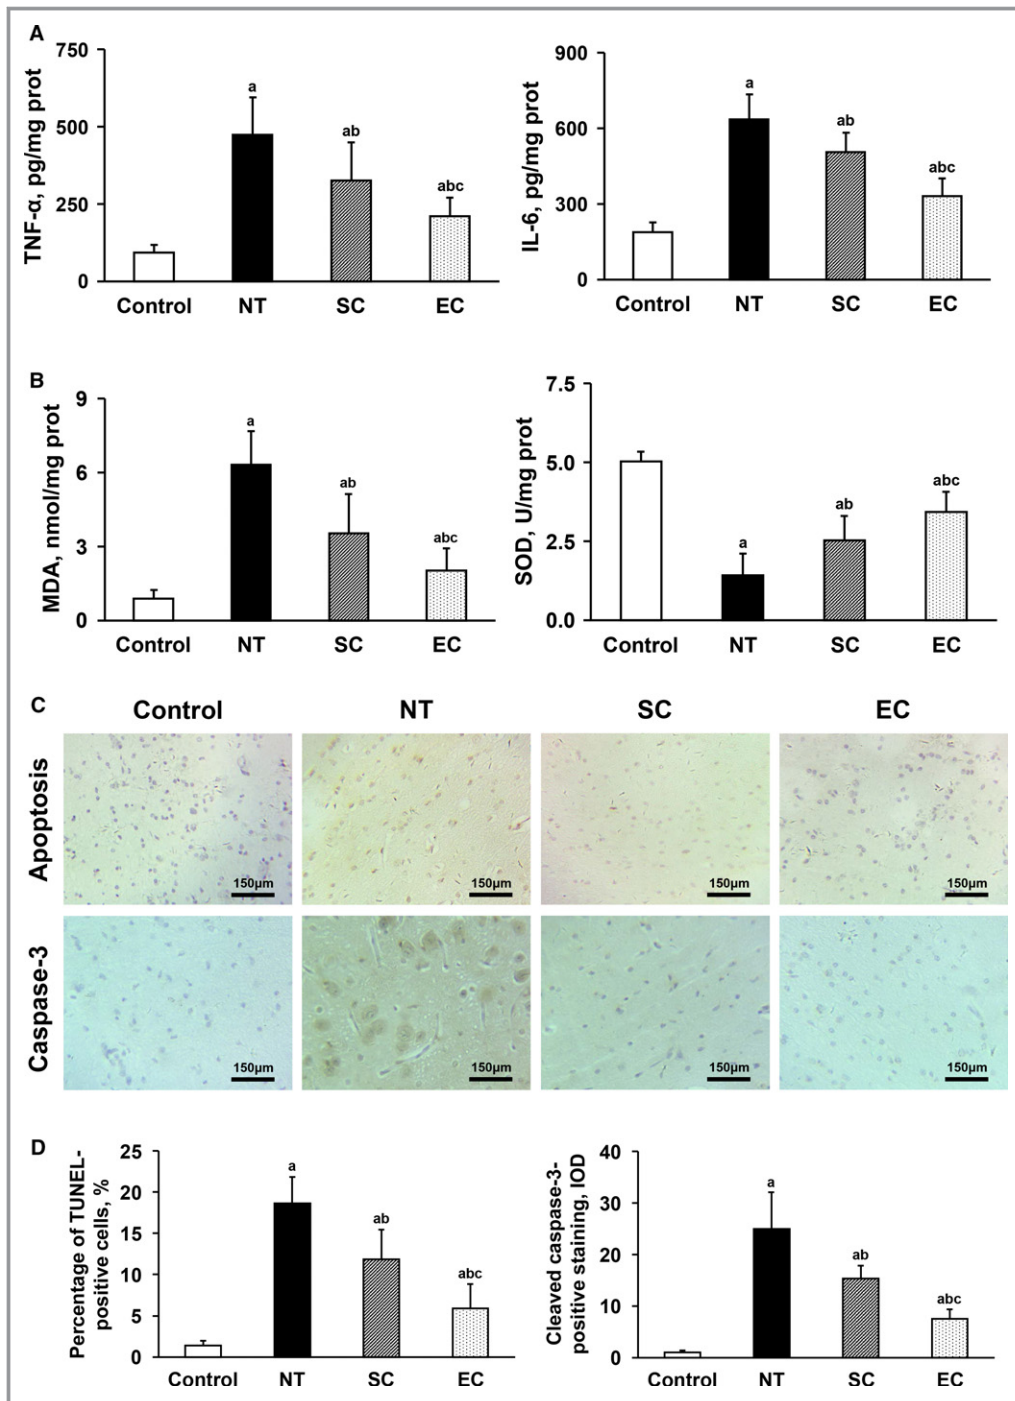 A
TNF-α, pg/mg prot
750
500
250
0
a
ab
abc
Control NT SC EC
IL-6, pg/mg prot
900
600
300
0
a
ab
abc
Control NT SC EC
B
MDA, nmol/mg prot
9
6
3
0
a
ab
abc
Control NT SC EC
SOD, U/mg prot
7.5
5.0
2.5
0.0
a
ab
abc
Control NT SC EC
C
Control NT SC EC
Apoptosis
150μm 150μm 150μm 150μm
Caspase-3
150μm 150μm 150μm 150μm
D
Percentage of TUNEL-
positive cells, %
25
20
15
10
5
0
a
ab
abc
Control NT SC EC
Cleaved caspase-3-
positive staining, IOD
40
30
20
10
0
a
ab
abc
Control NT SC EC